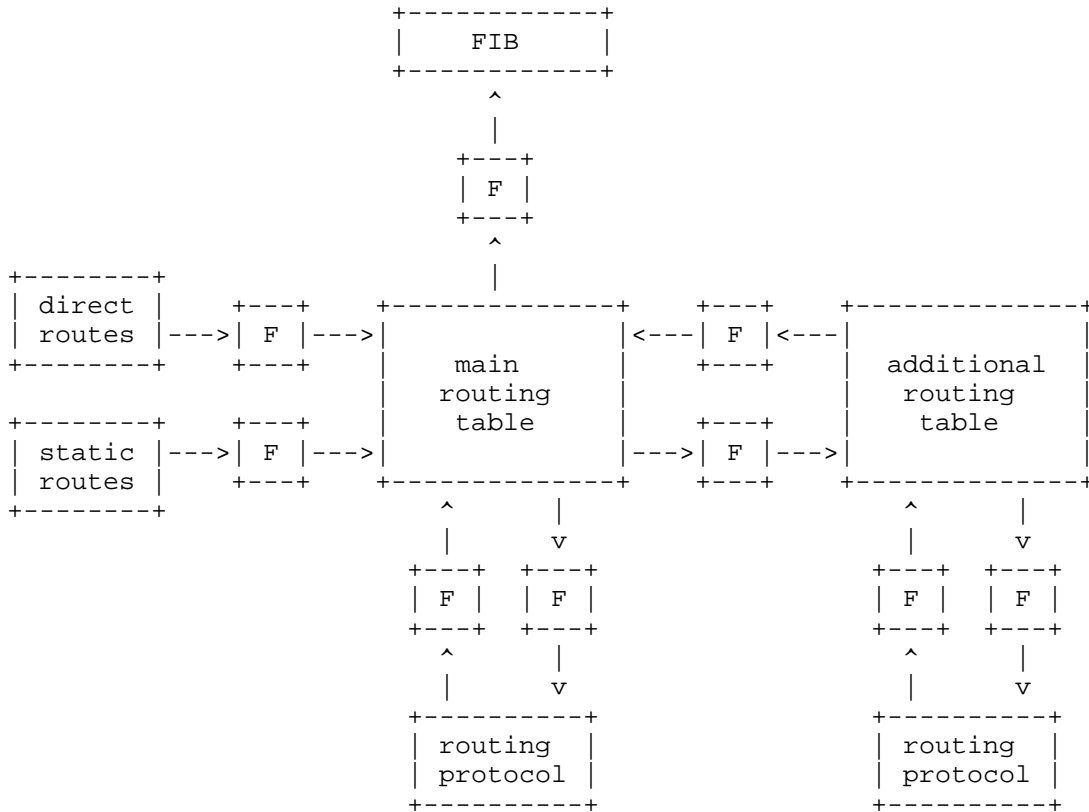 FIB
F
direct
routes
F
F
main
routing
table
additional
routing
table
static
routes
F
F
F
F
F
F
routing
protocol
routing
protocol